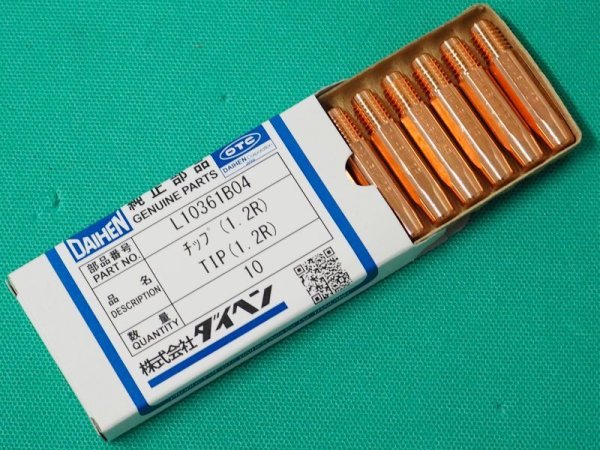 DAIHEN
純正部品
GENUINE PARTS
OTC
DAIHEN Corporation
部品番号
PART NO.
L10361B04
品 名
DESCRIPTION
チップ(1.2R)
TIP(1.2R)
数 量
QUANTITY
10
株式会社ダイヘン